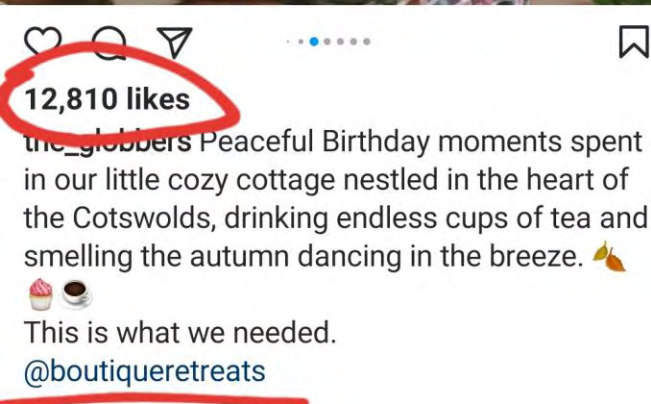 12,810 likes
the_globbers Peaceful Birthday moments spent
in our little cozy cottage nestled in the heart of
the Cotswolds, drinking endless cups of tea and
smelling the autumn dancing in the breeze. 🍂
🧁☕
This is what we needed.
@boutiqueretreats